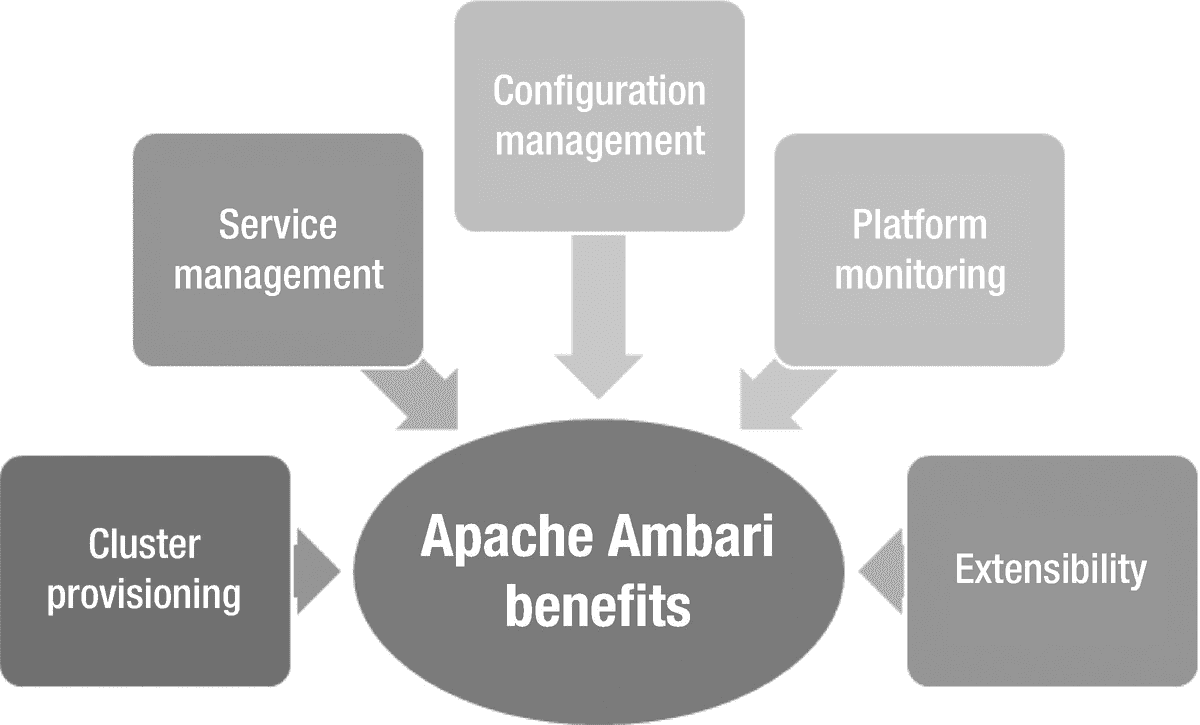 Configuration
management
Service
management
Platform
monitoring
Cluster
provisioning
Apache Ambari
benefits
Extensibility